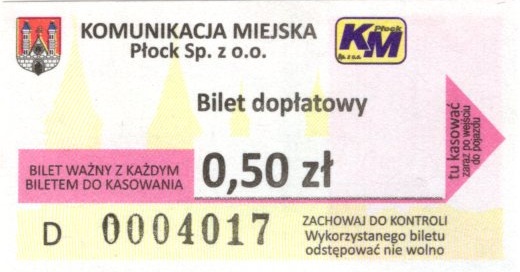 KOMUNIKACJA MIEJSKA
Płock Sp. z o.o.
KM
Płock
Sp. z o.o.
Bilet dopłatowy
BILET WAŻNY Z KAŻDYM
BILETEM DO KASOWANIA
0,50 zł
tu kasować
zaraz po wejściu
do pojazdu
D 0004017
ZACHOWAJ DO KONTROLI
Wykorzystanego biletu
odstępować nie wolno